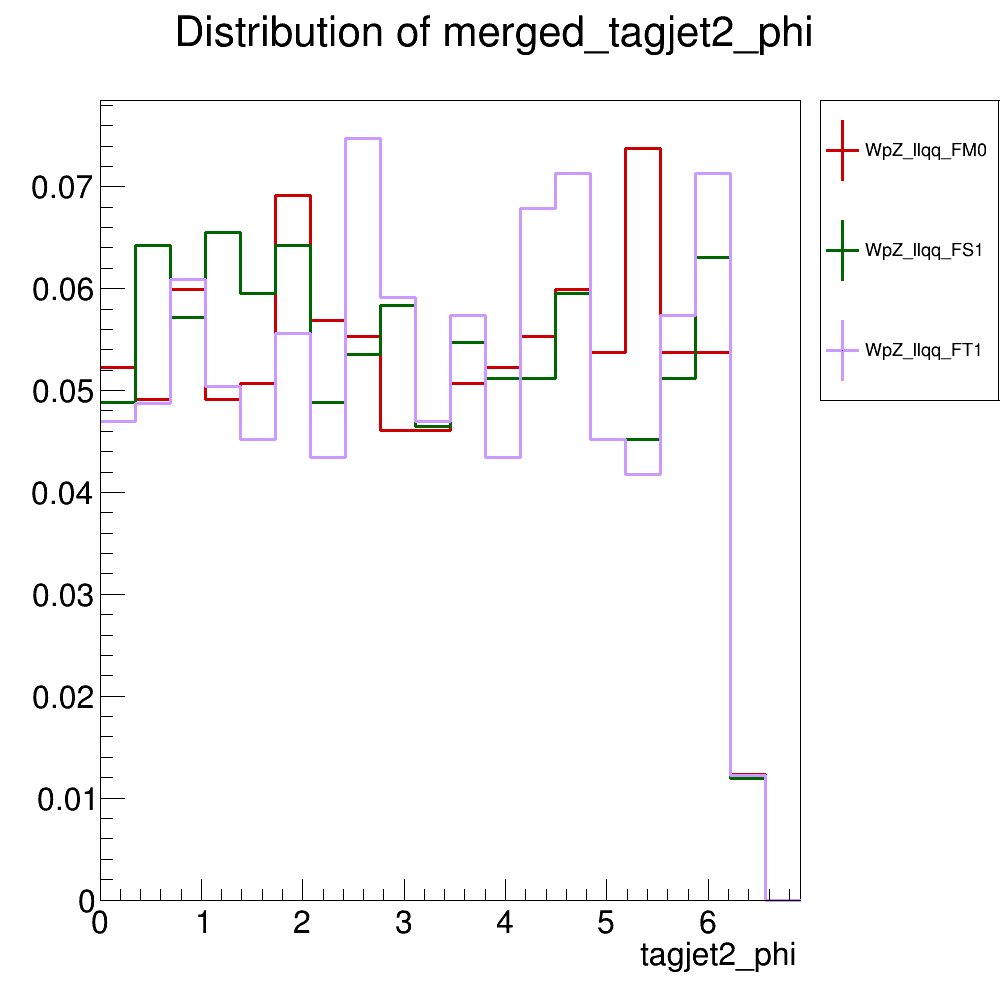 Distribution of merged_tagjet2_phi
WpZ_llqq_FM0
WpZ_llqq_FS1
WpZ_llqq_FT1
0.07
0.06
0.05
0.04
0.03
0.02
0.01
0
0 1 2 3 4 5 6
tagjet2_phi